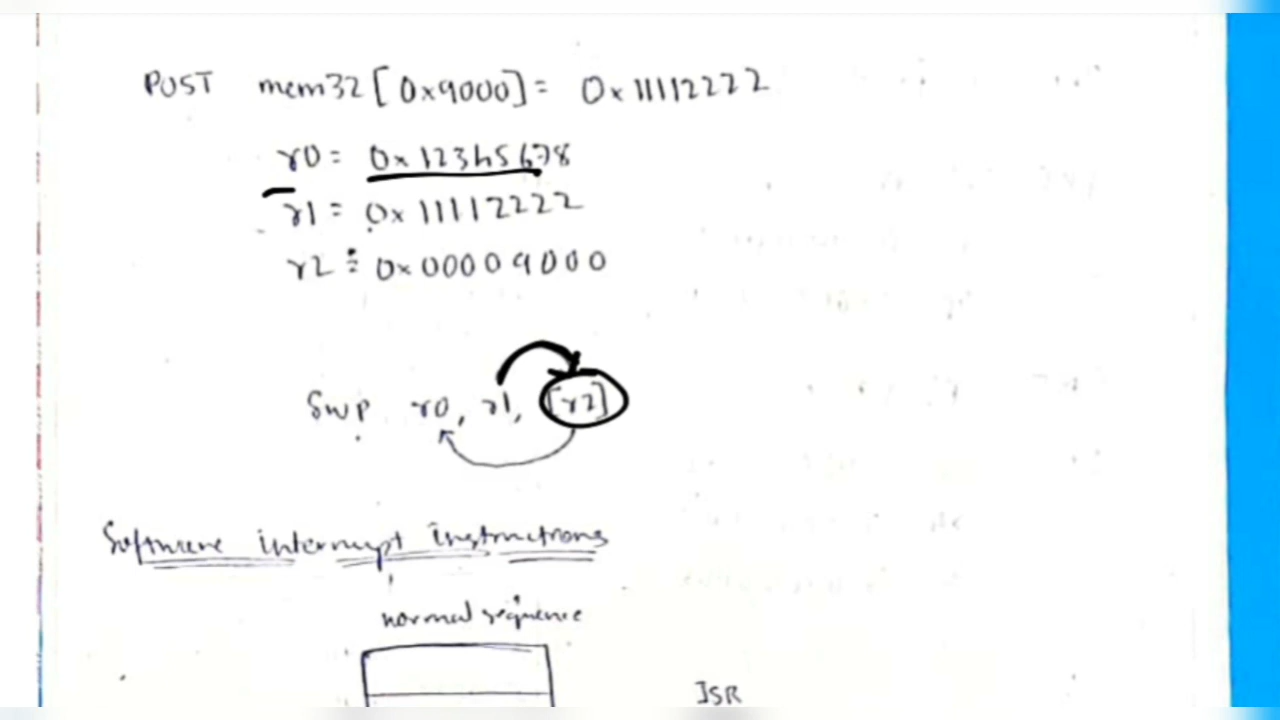 POST mem32[0x9000] = 0x11112222
r0 = 0x12345678
r1 = 0x11112222
r2 = 0x00009000
Swp r0, r1, [r2]
Software interrupt instructions
normal sequence
ISR